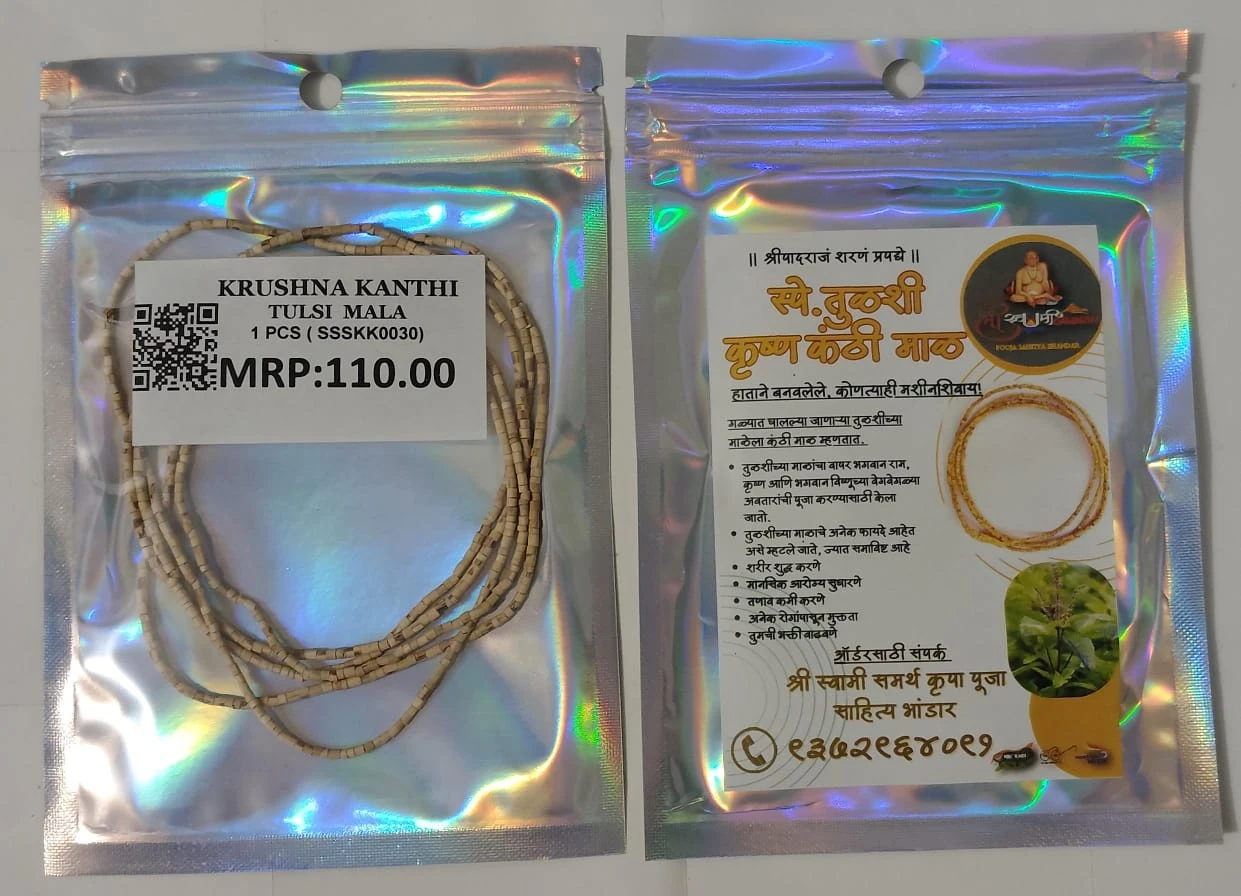 KRUSHNA KANTHI
TULSI MALA
1 PCS ( SSSKK0030)
MRP:110.00
|| श्रीपादराजं शरणं प्रपद्ये ||
स्पे.तुळशी
कृष्ण कंठी माळ
POOJA SAHITYA BHANDAR
हाताने बनवलेले, कोणत्याही मशीनशिवाय!
गळ्यात घालल्या जाणाऱ्या तुळशीच्या
माळेला कंठी माळ म्हणतात.
• तुळशीच्या माळांचा वापर भगवान राम,
कृष्ण आणि भगवान विष्णूच्या वेगवेगळ्या
अवतारांची पूजा करण्यासाठी केला
जातो.
• तुळशीच्या माळाचे अनेक फायदे आहेत
असे म्हटले जाते, ज्यात समाविष्ट आहे
• शरीर शुद्ध करणे
• मानसिक आरोग्य सुधारणे
• तणाव कमी करणे
• अनेक रोगांपासून मुक्तता
• तुमची भक्ती वाढवणे
ऑर्डरसाठी संपर्क
श्री स्वामी समर्थ कृपा पूजा
साहित्य भांडार
९३७२९६४०९१